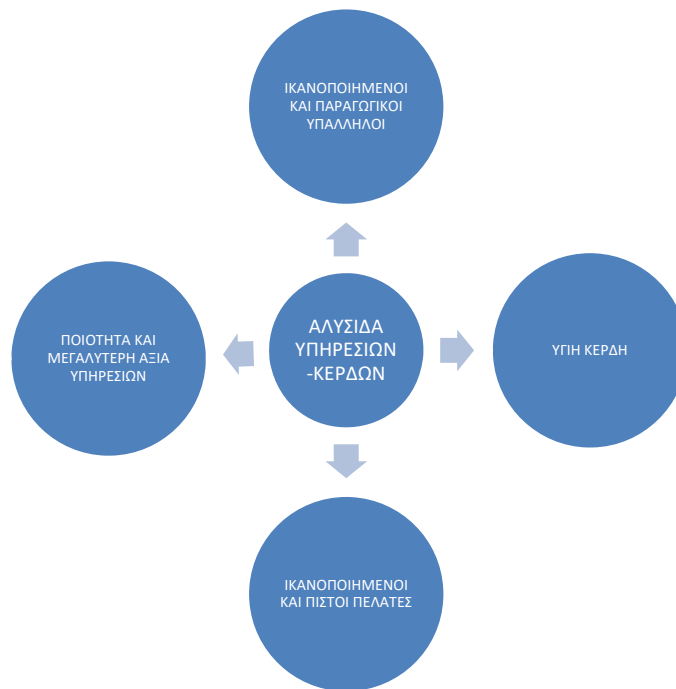 ΙΚΑΝΟΠΟΙΗΜΕΝΟΙ
ΚΑΙ ΠΑΡΑΓΩΓΙΚΟΙ
ΥΠΑΛΛΗΛΟΙ
ΠΟΙΟΤΗΤΑ ΚΑΙ
ΜΕΓΑΛΥΤΕΡΗ ΑΞΙΑ
ΥΠΗΡΕΣΙΩΝ
ΑΛΥΣΙΔΑ
ΥΠΗΡΕΣΙΩΝ
-ΚΕΡΔΩΝ
ΥΓΙΗ ΚΕΡΔΗ
ΙΚΑΝΟΠΟΙΗΜΕΝΟΙ
ΚΑΙ ΠΙΣΤΟΙ ΠΕΛΑΤΕΣ